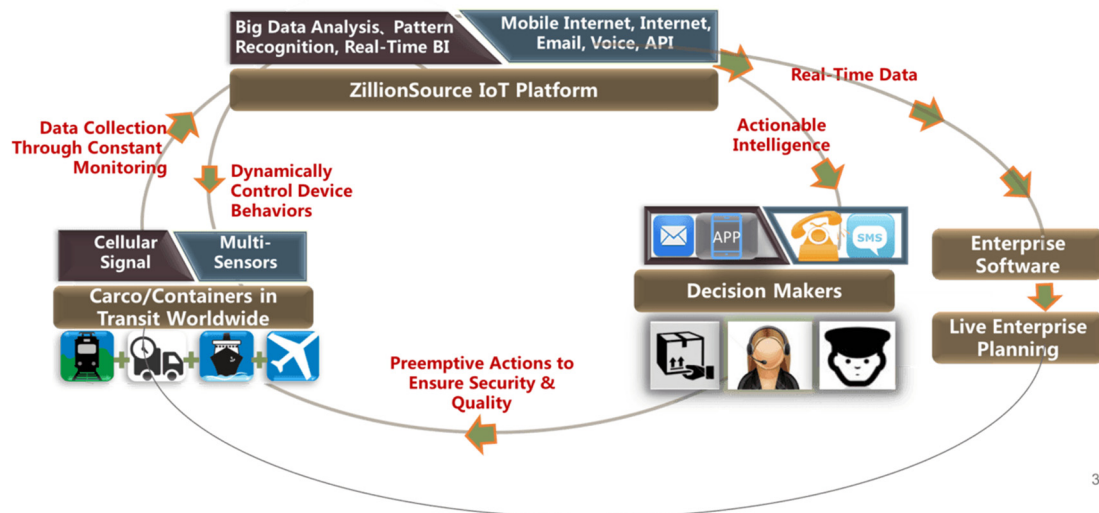 Big Data Analysis、Pattern
Recognition, Real-Time BI
Mobile Internet, Internet,
Email, Voice, API
ZillionSource IoT Platform
Real-Time Data
Data Collection
Through Constant
Monitoring
Actionable
Intelligence
Dynamically
Control Device
Behaviors
Cellular
Signal
Multi-
Sensors
APP
SMS
Enterprise
Software
Carco/Containers in
Transit Worldwide
Decision Makers
Live Enterprise
Planning
Preemptive Actions to
Ensure Security &
Quality
3